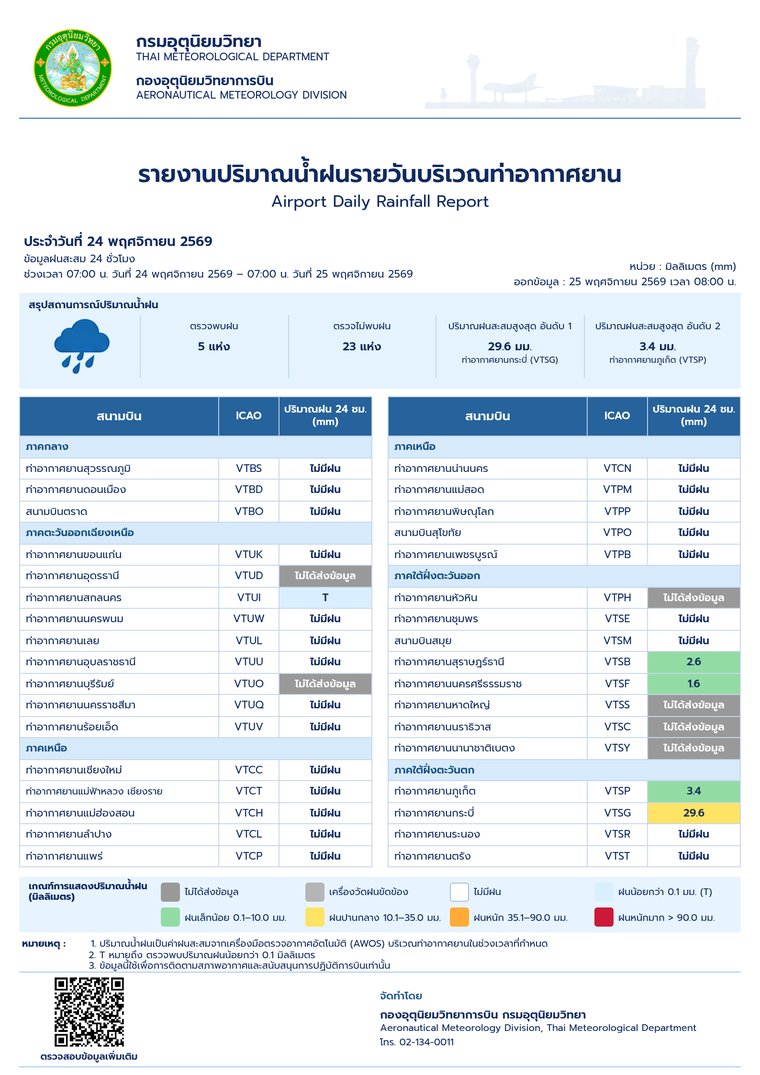 กรมอุตุนิยมวิทยา
METEOROLOGICAL DEPARTMENT
กรมอุตุนิยมวิทยา
THAI METEOROLOGICAL DEPARTMENT
กองอุตุนิยมวิทยาการบิน
AERONAUTICAL METEOROLOGY DIVISION
รายงานปริมาณน้ำฝนรายวันบริเวณท่าอากาศยาน
Airport Daily Rainfall Report
ประจำวันที่ 24 พฤศจิกายน 2569
ข้อมูลฝนสะสม 24 ชั่วโมง
ช่วงเวลา 07:00 น. วันที่ 24 พฤศจิกายน 2569 – 07:00 น. วันที่ 25 พฤศจิกายน 2569
หน่วย : มิลลิเมตร (mm)
ออกข้อมูล : 25 พฤศจิกายน 2569 เวลา 08:00 น.
สรุปสถานการณ์ปริมาณน้ำฝน
ตรวจพบฝน
5 แห่ง
ตรวจไม่พบฝน
23 แห่ง
ปริมาณฝนสะสมสูงสุด อันดับ 1
29.6 มม.
ท่าอากาศยานกระบี่ (VTSG)
ปริมาณฝนสะสมสูงสุด อันดับ 2
3.4 มม.
ท่าอากาศยานภูเก็ต (VTSP)
สนามบิน ICAO ปริมาณฝน 24 ชม. (mm)
ภาคกลาง
ท่าอากาศยานสุวรรณภูมิ VTBS ไม่มีฝน
ท่าอากาศยานดอนเมือง VTBD ไม่มีฝน
สนามบินตราด VTBO ไม่มีฝน
ภาคตะวันออกเฉียงเหนือ
ท่าอากาศยานขอนแก่น VTUK ไม่มีฝน
ท่าอากาศยานอุดรธานี VTUD ไม่ได้ส่งข้อมูล
ท่าอากาศยานสกลนคร VTUI T
ท่าอากาศยานนครพนม VTUW ไม่มีฝน
ท่าอากาศยานเลย VTUL ไม่มีฝน
ท่าอากาศยานอุบลราชธานี VTUU ไม่มีฝน
ท่าอากาศยานบุรีรัมย์ VTUO ไม่ได้ส่งข้อมูล
ท่าอากาศยานนครราชสีมา VTUQ ไม่มีฝน
ท่าอากาศยานร้อยเอ็ด VTUV ไม่มีฝน
ภาคเหนือ
ท่าอากาศยานเชียงใหม่ VTCC ไม่มีฝน
ท่าอากาศยานแม่ฟ้าหลวง เชียงราย VTCT ไม่มีฝน
ท่าอากาศยานแม่ฮ่องสอน VTCH ไม่มีฝน
ท่าอากาศยานลำปาง VTCL ไม่มีฝน
ท่าอากาศยานแพร่ VTCP ไม่มีฝน
สนามบิน ICAO ปริมาณฝน 24 ชม. (mm)
ภาคเหนือ
ท่าอากาศยานน่านนคร VTCN ไม่มีฝน
ท่าอากาศยานแม่สอด VTPM ไม่มีฝน
ท่าอากาศยานพิษณุโลก VTPP ไม่มีฝน
สนามบินสุโขทัย VTPO ไม่มีฝน
ท่าอากาศยานเพชรบูรณ์ VTPB ไม่มีฝน
ภาคใต้ฝั่งตะวันออก
ท่าอากาศยานหัวหิน VTPH ไม่ได้ส่งข้อมูล
ท่าอากาศยานชุมพร VTSE ไม่มีฝน
สนามบินสมุย VTSM ไม่มีฝน
ท่าอากาศยานสุราษฎร์ธานี VTSB 2.6
ท่าอากาศยานนครศรีธรรมราช VTSF 1.6
ท่าอากาศยานหาดใหญ่ VTSS ไม่ได้ส่งข้อมูล
ท่าอากาศยานนราธิวาส VTSC ไม่ได้ส่งข้อมูล
ท่าอากาศยานนานาชาติเบตง VTSY ไม่ได้ส่งข้อมูล
ภาคใต้ฝั่งตะวันตก
ท่าอากาศยานภูเก็ต VTSP 3.4
ท่าอากาศยานกระบี่ VTSG 29.6
ท่าอากาศยานระนอง VTSR ไม่มีฝน
ท่าอากาศยานตรัง VTST ไม่มีฝน
เกณฑ์การแสดงปริมาณน้ำฝน
(มิลลิเมตร)
ไม่ได้ส่งข้อมูล เครื่องวัดฝนขัดข้อง ไม่มีฝน ฝนน้อยกว่า 0.1 มม. (T)
ฝนเล็กน้อย 0.1–10.0 มม. ฝนปานกลาง 10.1–35.0 มม. ฝนหนัก 35.1–90.0 มม. ฝนหนักมาก > 90.0 มม.
หมายเหตุ : 1. ปริมาณน้ำฝนเป็นค่าฝนสะสมจากเครื่องมือตรวจอากาศอัตโนมัติ (AWOS) บริเวณท่าอากาศยานในช่วงเวลาที่กำหนด
2. T หมายถึง ตรวจพบปริมาณฝนน้อยกว่า 0.1 มิลลิเมตร
3. ข้อมูลนี้ใช้เพื่อการติดตามสภาพอากาศและสนับสนุนการปฏิบัติการบินเท่านั้น
ตรวจสอบข้อมูลเพิ่มเติม
จัดทำโดย
กองอุตุนิยมวิทยาการบิน กรมอุตุนิยมวิทยา
Aeronautical Meteorology Division, Thai Meteorological Department
โทร. 02-134-0011